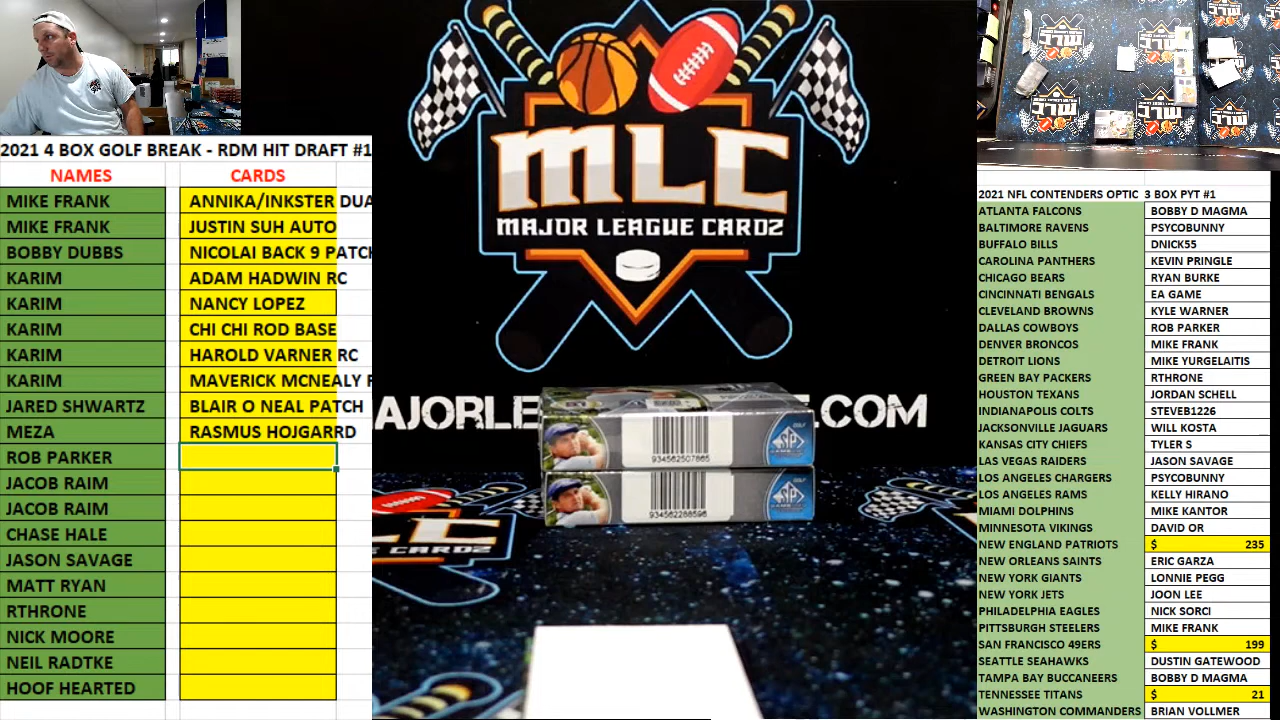 2021 4 BOX GOLF BREAK - RDM HIT DRAFT #1
NAMES CARDS
MIKE FRANK ANNIKA/INKSTER DUA
MIKE FRANK JUSTIN SUH AUTO
BOBBY DUBBS NICOLAI BACK 9 PATCH
KARIM ADAM HADWIN RC
KARIM NANCY LOPEZ
KARIM CHI CHI ROD BASE
KARIM HAROLD VARNER RC
KARIM MAVERICK MCNEALY
JARED SHWARTZ BLAIR O NEAL PATCH
MEZA RASMUS HOJGARRD
ROB PARKER
JACOB RAIM
JACOB RAIM
CHASE HALE
JASON SAVAGE
MATT RYAN
RTHRONE
NICK MOORE
NEIL RADTKE
HOOF HEARTED
MLC
MAJOR LEAGUE CARDZ
AJORLE E.COM
934562507865
934562288596
GOLF
SP
C CARDZ
2021 NFL CONTENDERS OPTIC 3 BOX PYT #1
ATLANTA FALCONS BOBBY D MAGMA
BALTIMORE RAVENS PSYCOBUNNY
BUFFALO BILLS DNICK55
CAROLINA PANTHERS KEVIN PRINGLE
CHICAGO BEARS RYAN BURKE
CINCINNATI BENGALS EA GAME
CLEVELAND BROWNS KYLE WARNER
DALLAS COWBOYS ROB PARKER
DENVER BRONCOS MIKE FRANK
DETROIT LIONS MIKE YURGELAITIS
GREEN BAY PACKERS RTHRONE
HOUSTON TEXANS JORDAN SCHELL
INDIANAPOLIS COLTS STEVEB1226
JACKSONVILLE JAGUARS WILL KOSTA
KANSAS CITY CHIEFS TYLER S
LAS VEGAS RAIDERS JASON SAVAGE
LOS ANGELES CHARGERS PSYCOBUNNY
LOS ANGELES RAMS KELLY HIRANO
MIAMI DOLPHINS MIKE KANTOR
MINNESOTA VIKINGS DAVID OR
NEW ENGLAND PATRIOTS $ 235
NEW ORLEANS SAINTS ERIC GARZA
NEW YORK GIANTS LONNIE PEGG
NEW YORK JETS JOON LEE
PHILADELPHIA EAGLES NICK SORCI
PITTSBURGH STEELERS MIKE FRANK
SAN FRANCISCO 49ERS $ 199
SEATTLE SEAHAWKS DUSTIN GATEWOOD
TAMPA BAY BUCCANEERS BOBBY D MAGMA
TENNESSEE TITANS $ 21
WASHINGTON COMMANDERS BRIAN VOLLMER